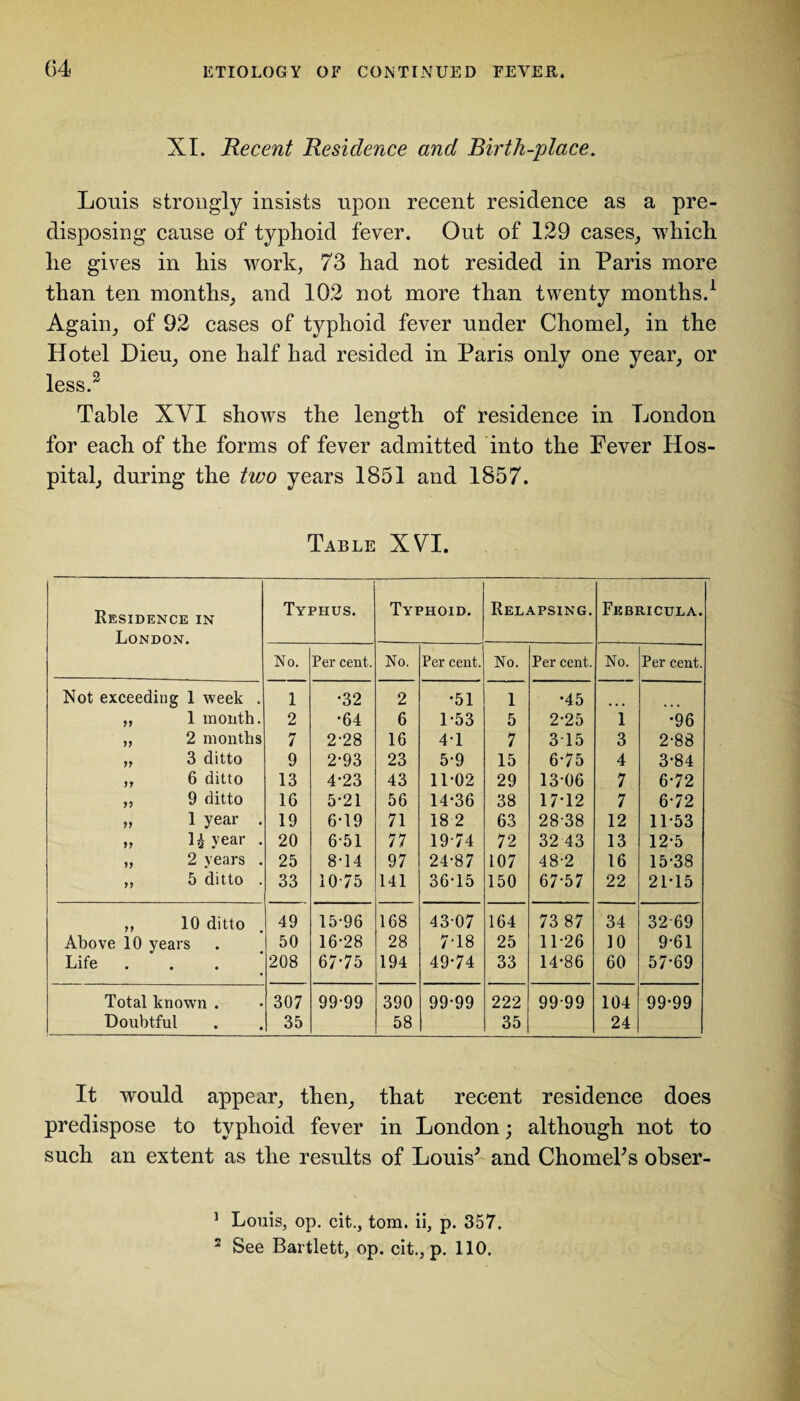 64 ETIOLOGY OF CONTINUED FEVER.
XI. Recent Residence and Birth-place.
Louis strongly insists upon recent residence as a pre-
disposing cause of typhoid fever. Out of 129 cases, which
he gives in his work, 73 had not resided in Paris more
than ten months, and 102 not more than twenty months.¹
Again, of 92 cases of typhoid fever under Chomel, in the
Hotel Dieu, one half had resided in Paris only one year, or
less.²
Table XVI shows the length of residence in London
for each of the forms of fever admitted into the Fever Hos-
pital, during the two years 1851 and 1857.
Table XVI.
Residence in London. Typhus. Typhoid. Relapsing. Febricula.
No. Per cent. No. Per cent. No. Per cent. No. Per cent.
Not exceeding 1 week . 1 ·32 2 ·51 1 ·45 ... ...
„ 1 month. 2 ·64 6 1·53 5 2·25 1 ·96
„ 2 months 7 2·28 16 4·1 7 3·15 3 2·88
„ 3 ditto 9 2·93 23 5·9 15 6·75 4 3·84
„ 6 ditto 13 4·23 43 11·02 29 13·06 7 6·72
„ 9 ditto 16 5·21 56 14·36 38 17·12 7 6·72
„ 1 year . 19 6·19 71 18 2 63 28·38 12 11·53
„ 1½ year . 20 6·51 77 19·74 72 32 43 13 12·5
„ 2 years . 25 8·14 97 24·87 107 48·2 16 15·38
„ 5 ditto . 33 10·75 141 36·15 150 67·57 22 21·15
„ 10 ditto . 49 15·96 168 43·07 164 73 87 34 32·69
Above 10 years . . 50 16·28 28 7·18 25 11·26 10 9·61
Life . . . . 208 67·75 194 49·74 33 14·86 60 57·69
Total known . . 307 99·99 390 99·99 222 99·99 104 99·99
Doubtful . . 35 58 35 24
It would appear, then, that recent residence does
predispose to typhoid fever in London; although not to
such an extent as the results of Louis' and Chomel's obser-
¹ Louis, op. cit., tom. ii, p. 357.
² See Bartlett, op. cit., p. 110.